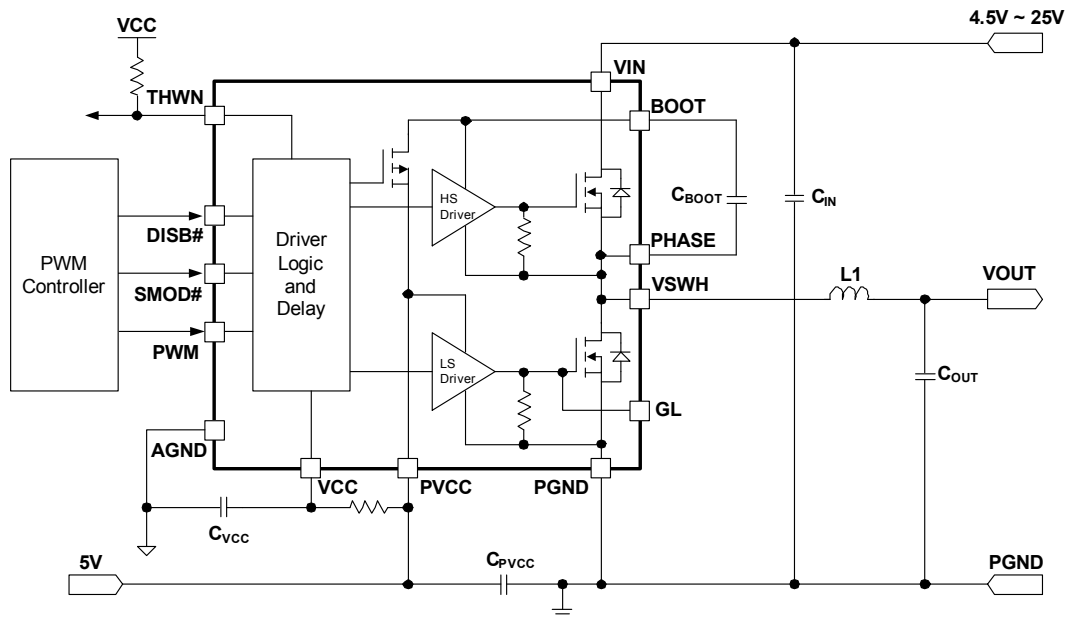 VCC
4.5V ~ 25V
THWN
VIN
BOOT
HS
Driver
CBOOT
CIN
PWM
Controller
DISB#
SMOD#
PWM
Driver
Logic
and
Delay
PHASE
VSWH
L1
VOUT
LS
Driver
COUT
GL
AGND
VCC
PVCC
PGND
CVCC
5V
CPVCC
PGND